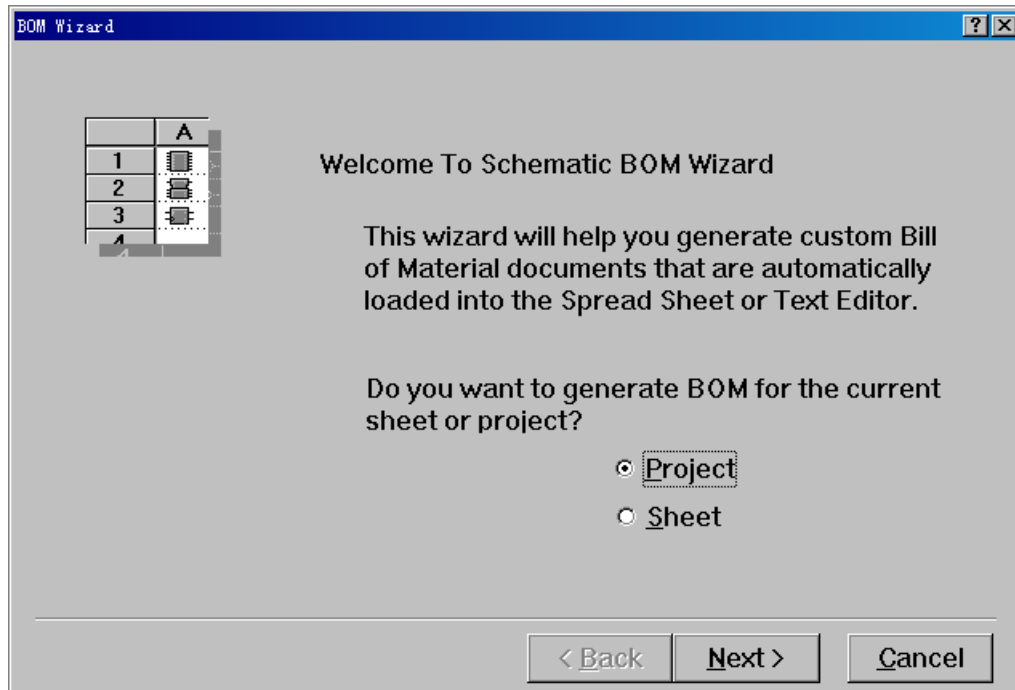 BOM Wizard
A
1
2
3
4
Welcome To Schematic BOM Wizard
This wizard will help you generate custom Bill
of Material documents that are automatically
loaded into the Spread Sheet or Text Editor.
Do you want to generate BOM for the current
sheet or project?
Project
Sheet
< Back
Next >
Cancel